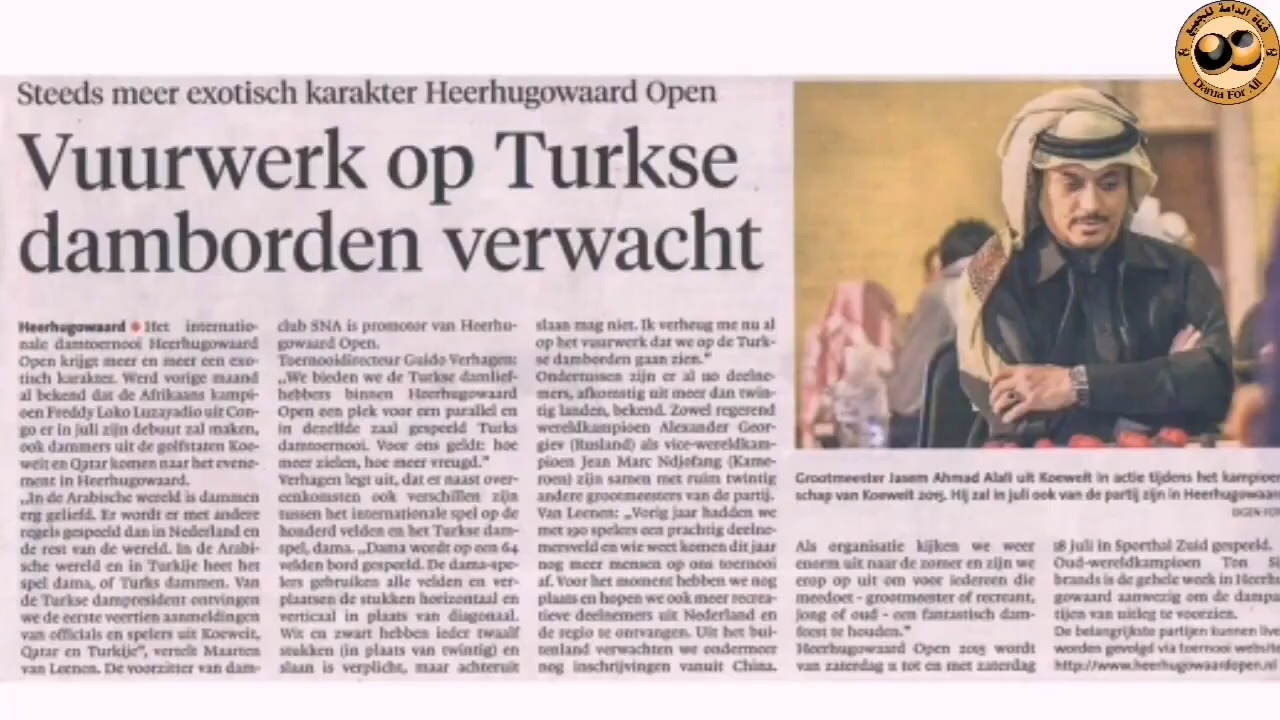 قناة الدامة للجميع
Dama For All
Steeds meer exotisch karakter Heerhugowaard Open
Vuurwerk op Turkse
damborden verwacht
Heerhugowaard Het internatio-
nale damtoernooi Heerhugowaard
Open krijgt meer en meer een exo-
tisch karakter. Werd vorige maand
al bekend dat de Afrikaans kampi-
oen Freddy Loko Luzayadio uit Con-
go er in juli zijn debuut zal maken,
ook dammers uit de golfstaten Koe-
weit en Qatar komen naar het evene-
ment in Heerhugowaard.
„In de Arabische wereld is dammen
erg geliefd. Er wordt er met andere
regels gespeeld dan in Nederland en
de rest van de wereld. In de Arabi-
sche wereld en in Turkije heet het
spel dama, of Turks dammen. Van
de Turkse dampresident ontvingen
we de eerste veertien aanmeldingen
van officials en spelers uit Koeweit,
Qatar en Turkije”, vertelt Maarten
van Leenen. De voorzitter van dam-
club SNA is promotor van Heerhu-
gowaard Open.
Toernooidirecteur Guido Verhagen:
„We bieden we de Turkse damlief-
hebbers binnen Heerhugowaard
Open een plek voor een parallel en
in dezelfde zaal gespeeld Turks
damtoernooi. Voor ons geldt: hoe
meer zielen, hoe meer vreugd.”
Verhagen legt uit, dat er naast over-
eenkomsten ook verschillen zijn
tussen het internationale spel op de
honderd velden en het Turkse dam-
spel, dama. „Dama wordt op een 64
velden bord gespeeld. De dama-spe-
lers gebruiken alle velden en ver-
plaatsen de stukken horizontaal en
verticaal in plaats van diagonaal.
Wit en zwart hebben ieder twaalf
stukken (in plaats van twintig) en
slaan is verplicht, maar achteruit
slaan mag niet. Ik verheug me nu al
op het vuurwerk dat we op de Turk-
se damborden gaan zien.”
Ondertussen zijn er al 110 deelne-
mers, afkomstig uit meer dan twin-
tig landen, bekend. Zowel regerend
wereldkampioen Alexander Geor-
giev (Rusland) als vice-wereldkam-
pioen Jean Marc Ndjofang (Kame-
roen) zijn samen met ruim twintig
andere grootmeesters van de partij.
Van Leenen: „Vorig jaar hadden we
met 190 spelers een prachtig deelne-
mersveld en wie weet komen dit jaar
nog meer mensen op ons toernooi
af. Voor het moment hebben we nog
plaats en hopen we ook meer recrea-
tieve deelnemers uit Nederland en
de regio te ontvangen. Uit het bui-
tenland verwachten we ondermeer
nog inschrijvingen vanuit China.
Grootmeester Jasem Ahmad Alafi uit Koeweit in actie tijdens het kampioen
schap van Koeweit 2015. Hij zal in juli ook van de partij zijn in Heerhugowaar
EIGEN FOT
Als organisatie kijken we weer
enorm uit naar de zomer en zijn we
erop uit om voor iedereen die
meedoet - grootmeester of recreant,
jong of oud - een fantastisch dam-
feest te houden.”
Heerhugowaard Open 2015 wordt
van zaterdag 11 tot en met zaterdag
18 juli in Sporthal Zuid gespeeld.
Oud-wereldkampioen Ton Si
brands is de gehele week in Heerh
gowaard aanwezig om de dampa
tijen van uitleg te voorzien.
De belangrijkste partijen kunnen live
worden gevolgd via toernooi website
http://www.heerhugowaardopen.nl